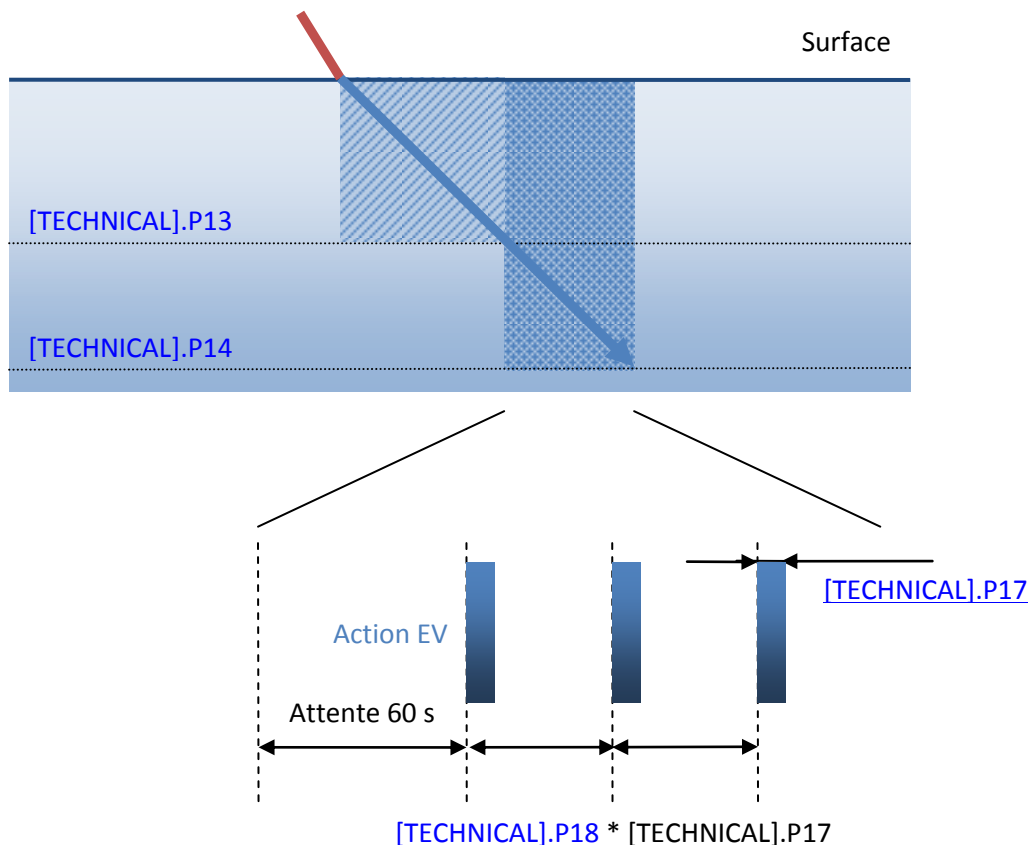 Surface
[TECHNICAL].P13
[TECHNICAL].P14
[TECHNICAL].P17
Action EV
Attente 60 s
[TECHNICAL].P18 * [TECHNICAL].P17